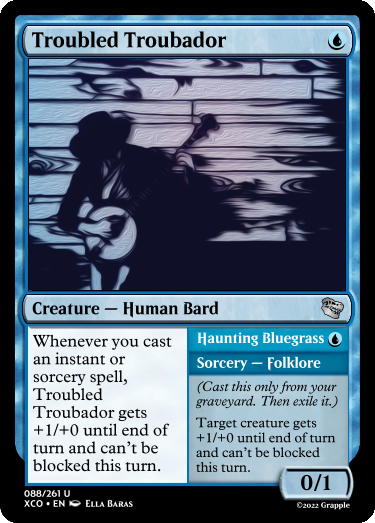 Troubled Troubador
Creature — Human Bard
Whenever you cast
an instant or
sorcery spell,
Troubled
Troubador gets
+1/+0 until end of
turn and can't be
blocked this turn.
Haunting Bluegrass
Sorcery — Folklore
(Cast this only from your
graveyard. Then exile it.)
Target creature gets
+1/+0 until end of turn
and can't be blocked
this turn.
0/1
088/261 U
XCO • EN Ella Baras
©2022 Grapple